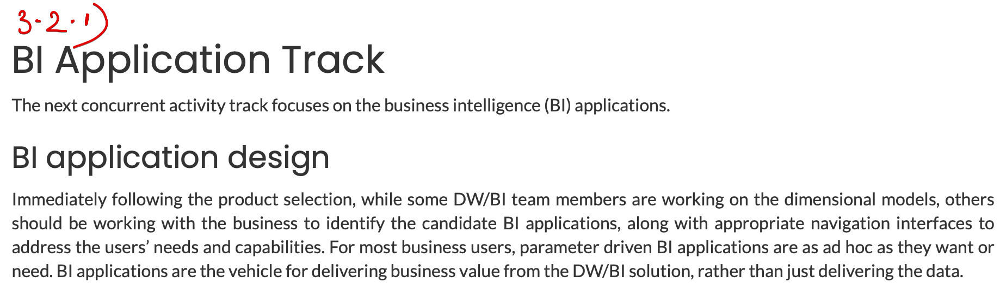 3.2.1)
BI Application Track
The next concurrent activity track focuses on the business intelligence (BI) applications.
BI application design
Immediately following the product selection, while some DW/BI team members are working on the dimensional models, others
should be working with the business to identify the candidate BI applications, along with appropriate navigation interfaces to
address the users’ needs and capabilities. For most business users, parameter driven BI applications are as ad hoc as they want or
need. BI applications are the vehicle for delivering business value from the DW/BI solution, rather than just delivering the data.